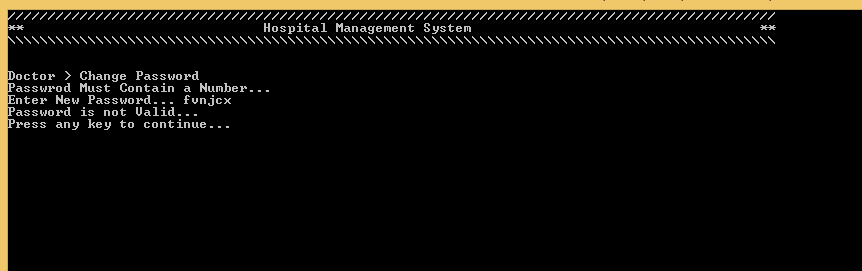 ////////////////////////////////////////////////////////////////////////////////////////////////
** Hospital Management System **
\\\\\\\\\\\\\\\\\\\\\\\\\\\\\\\\\\\\\\\\\\\\\\\\\\\\\\\\\\\\\\\\\\\\\\\\\\\\\\\\\\\\\\\\\\\\\\\\
Doctor > Change Password
Passwrod Must Contain a Number...
Enter New Password... fvnjcx
Password is not Valid...
Press any key to continue...